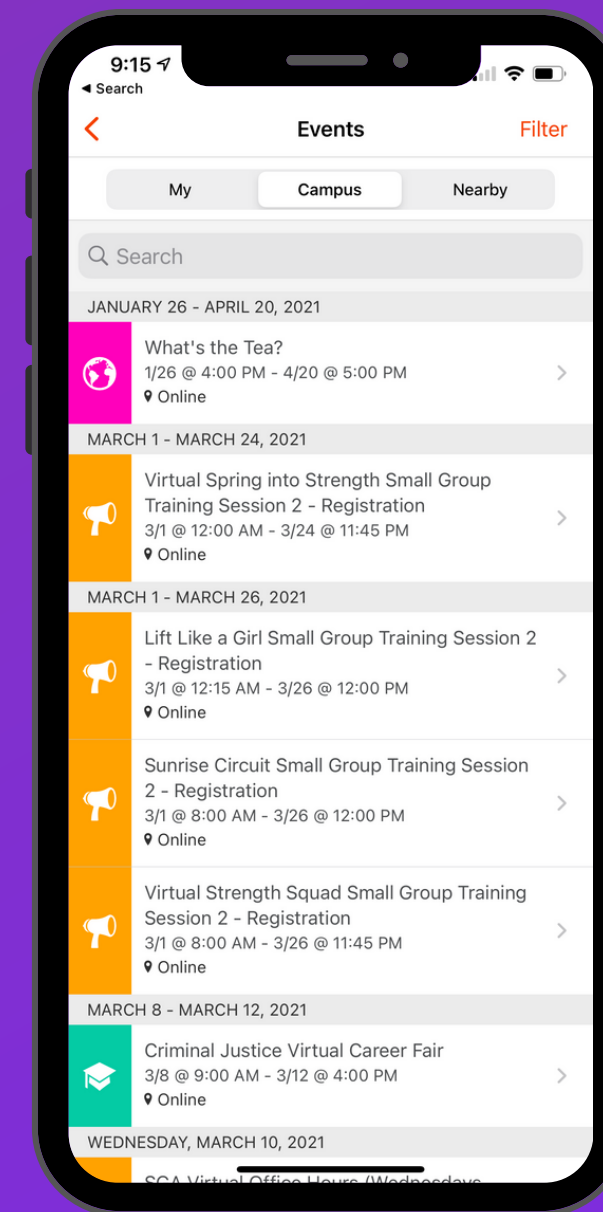 9:15
◄ Search
Events
Filter
My
Campus
Nearby
Search
JANUARY 26 - APRIL 20, 2021
What's the Tea?
1/26 @ 4:00 PM - 4/20 @ 5:00 PM
Online
MARCH 1 - MARCH 24, 2021
Virtual Spring into Strength Small Group
Training Session 2 - Registration
3/1 @ 12:00 AM - 3/24 @ 11:45 PM
Online
MARCH 1 - MARCH 26, 2021
Lift Like a Girl Small Group Training Session 2
- Registration
3/1 @ 12:15 AM - 3/26 @ 12:00 PM
Online
Sunrise Circuit Small Group Training Session
2 - Registration
3/1 @ 8:00 AM - 3/26 @ 12:00 PM
Online
Virtual Strength Squad Small Group Training
Session 2 - Registration
3/1 @ 8:00 AM - 3/26 @ 11:45 PM
Online
MARCH 8 - MARCH 12, 2021
Criminal Justice Virtual Career Fair
3/8 @ 9:00 AM - 3/12 @ 4:00 PM
Online
WEDNESDAY, MARCH 10, 2021
SGA Virtual Office Hours (Wednesdays